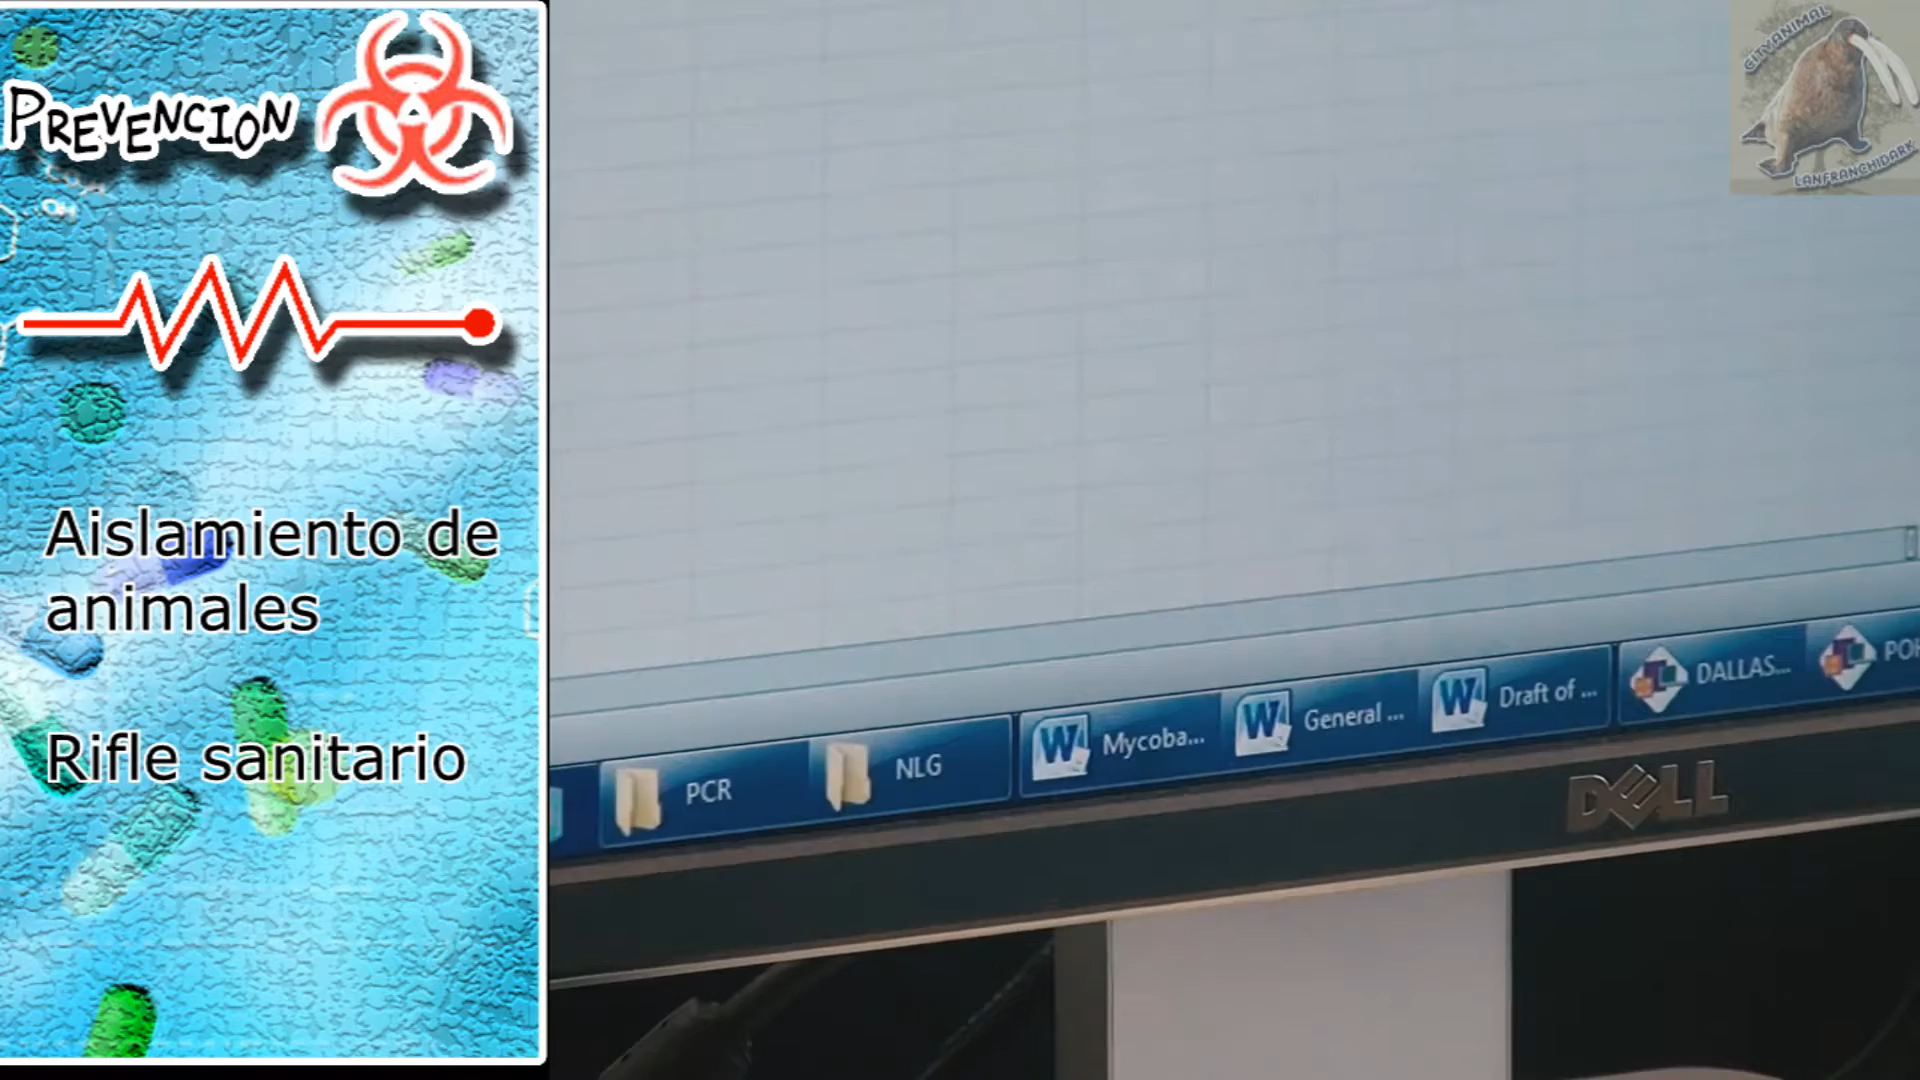 PREVENCION
Aislamiento de
animales
Rifle sanitario
CITYANIMAL
LANFRANCHIDARK
PCR
NLG
Mycoba...
General ...
Draft of ...
DALLAS...
DELL